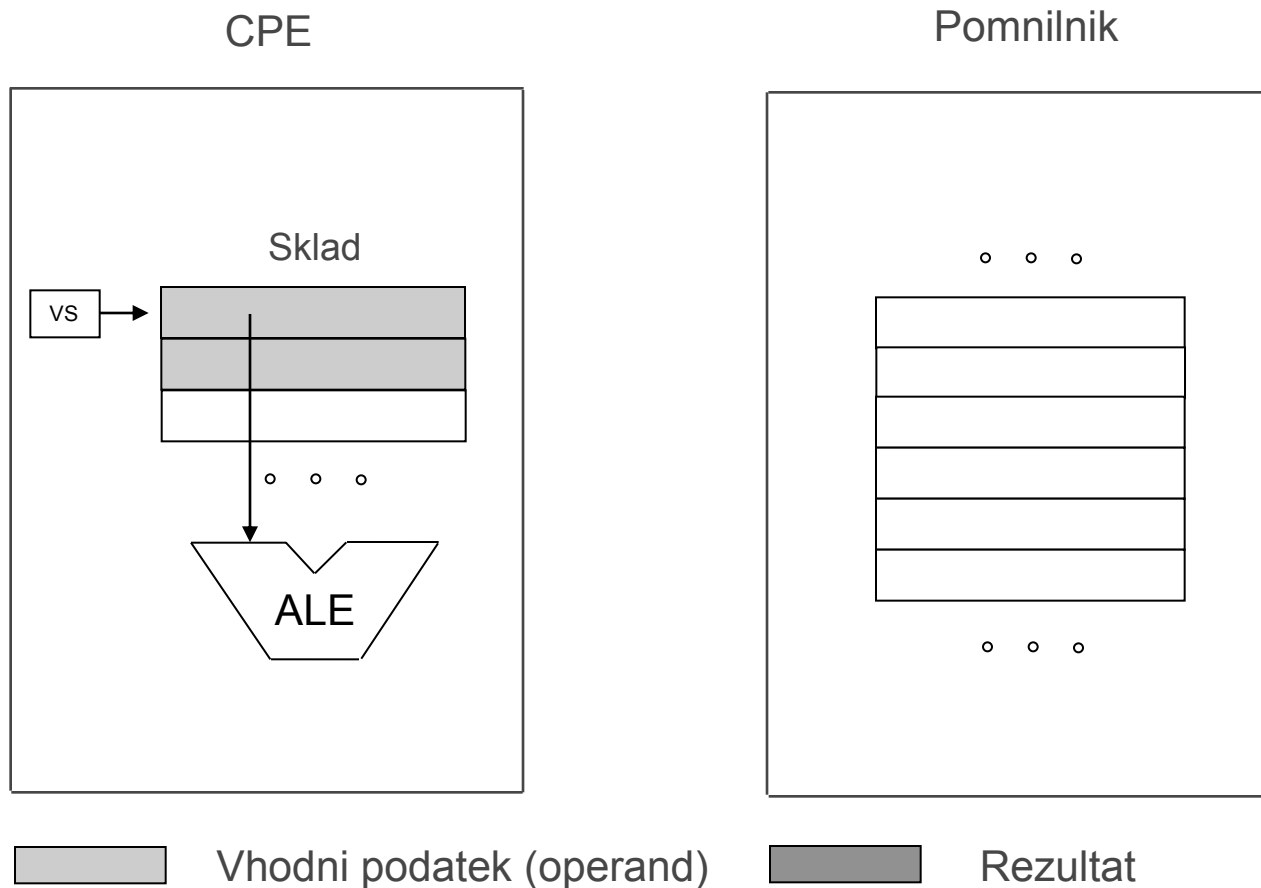 CPE
Pomnilnik
Sklad
VS
ALE
Vhodni podatek (operand)
Rezultat